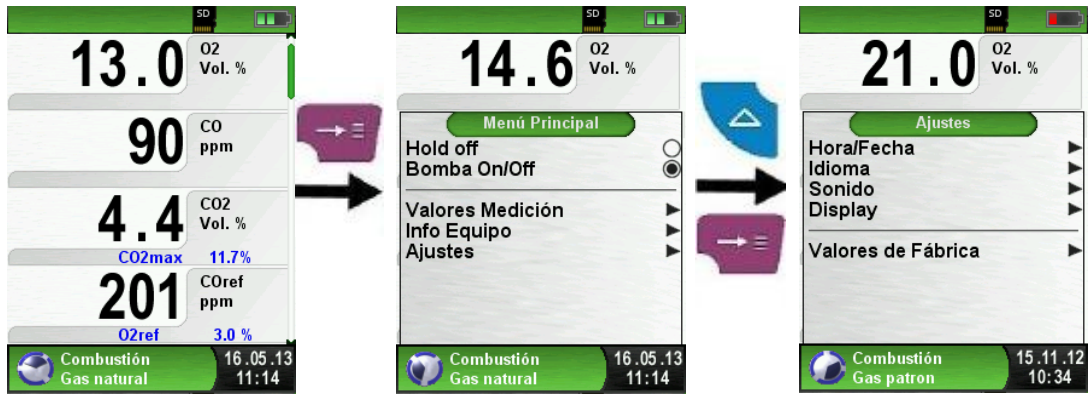 SD
13.0 O2 Vol. %
90 CO ppm
4.4 CO2 Vol. %
CO2max 11.7%
201 COref ppm
O2ref 3.0 %
Combustión 16.05.13
Gas natural 11:14
SD
14.6 O2 Vol. %
Menú Principal
Hold off
Bomba On/Off
Valores Medición
Info Equipo
Ajustes
Combustión 16.05.13
Gas natural 11:14
SD
21.0 O2 Vol. %
Ajustes
Hora/Fecha
Idioma
Sonido
Display
Valores de Fábrica
Combustión 15.11.12
Gas patron 10:34